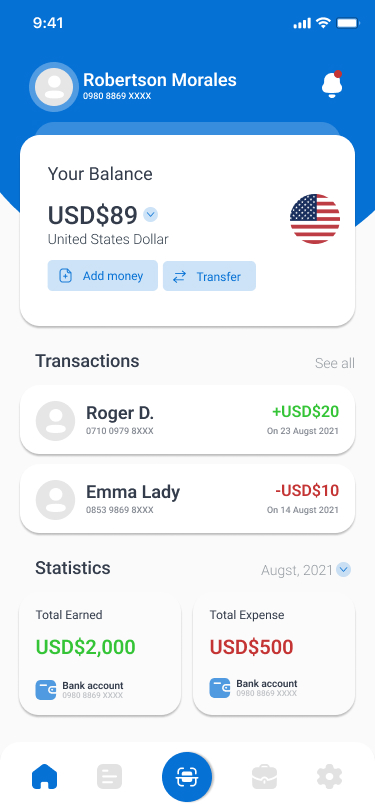 9:41
Robertson Morales
0980 8869 XXXX
Your Balance
USD$89
United States Dollar
Add money
Transfer
Transactions
See all
Roger D.
+USD$20
0710 0979 8XXX
On 23 Augst 2021
Emma Lady
-USD$10
0853 9869 8XXX
On 14 Augst 2021
Statistics
Augst, 2021
Total Earned
USD$2,000
Bank account
0980 8869 XXXX
Total Expense
USD$500
Bank account
0980 8869 XXXX